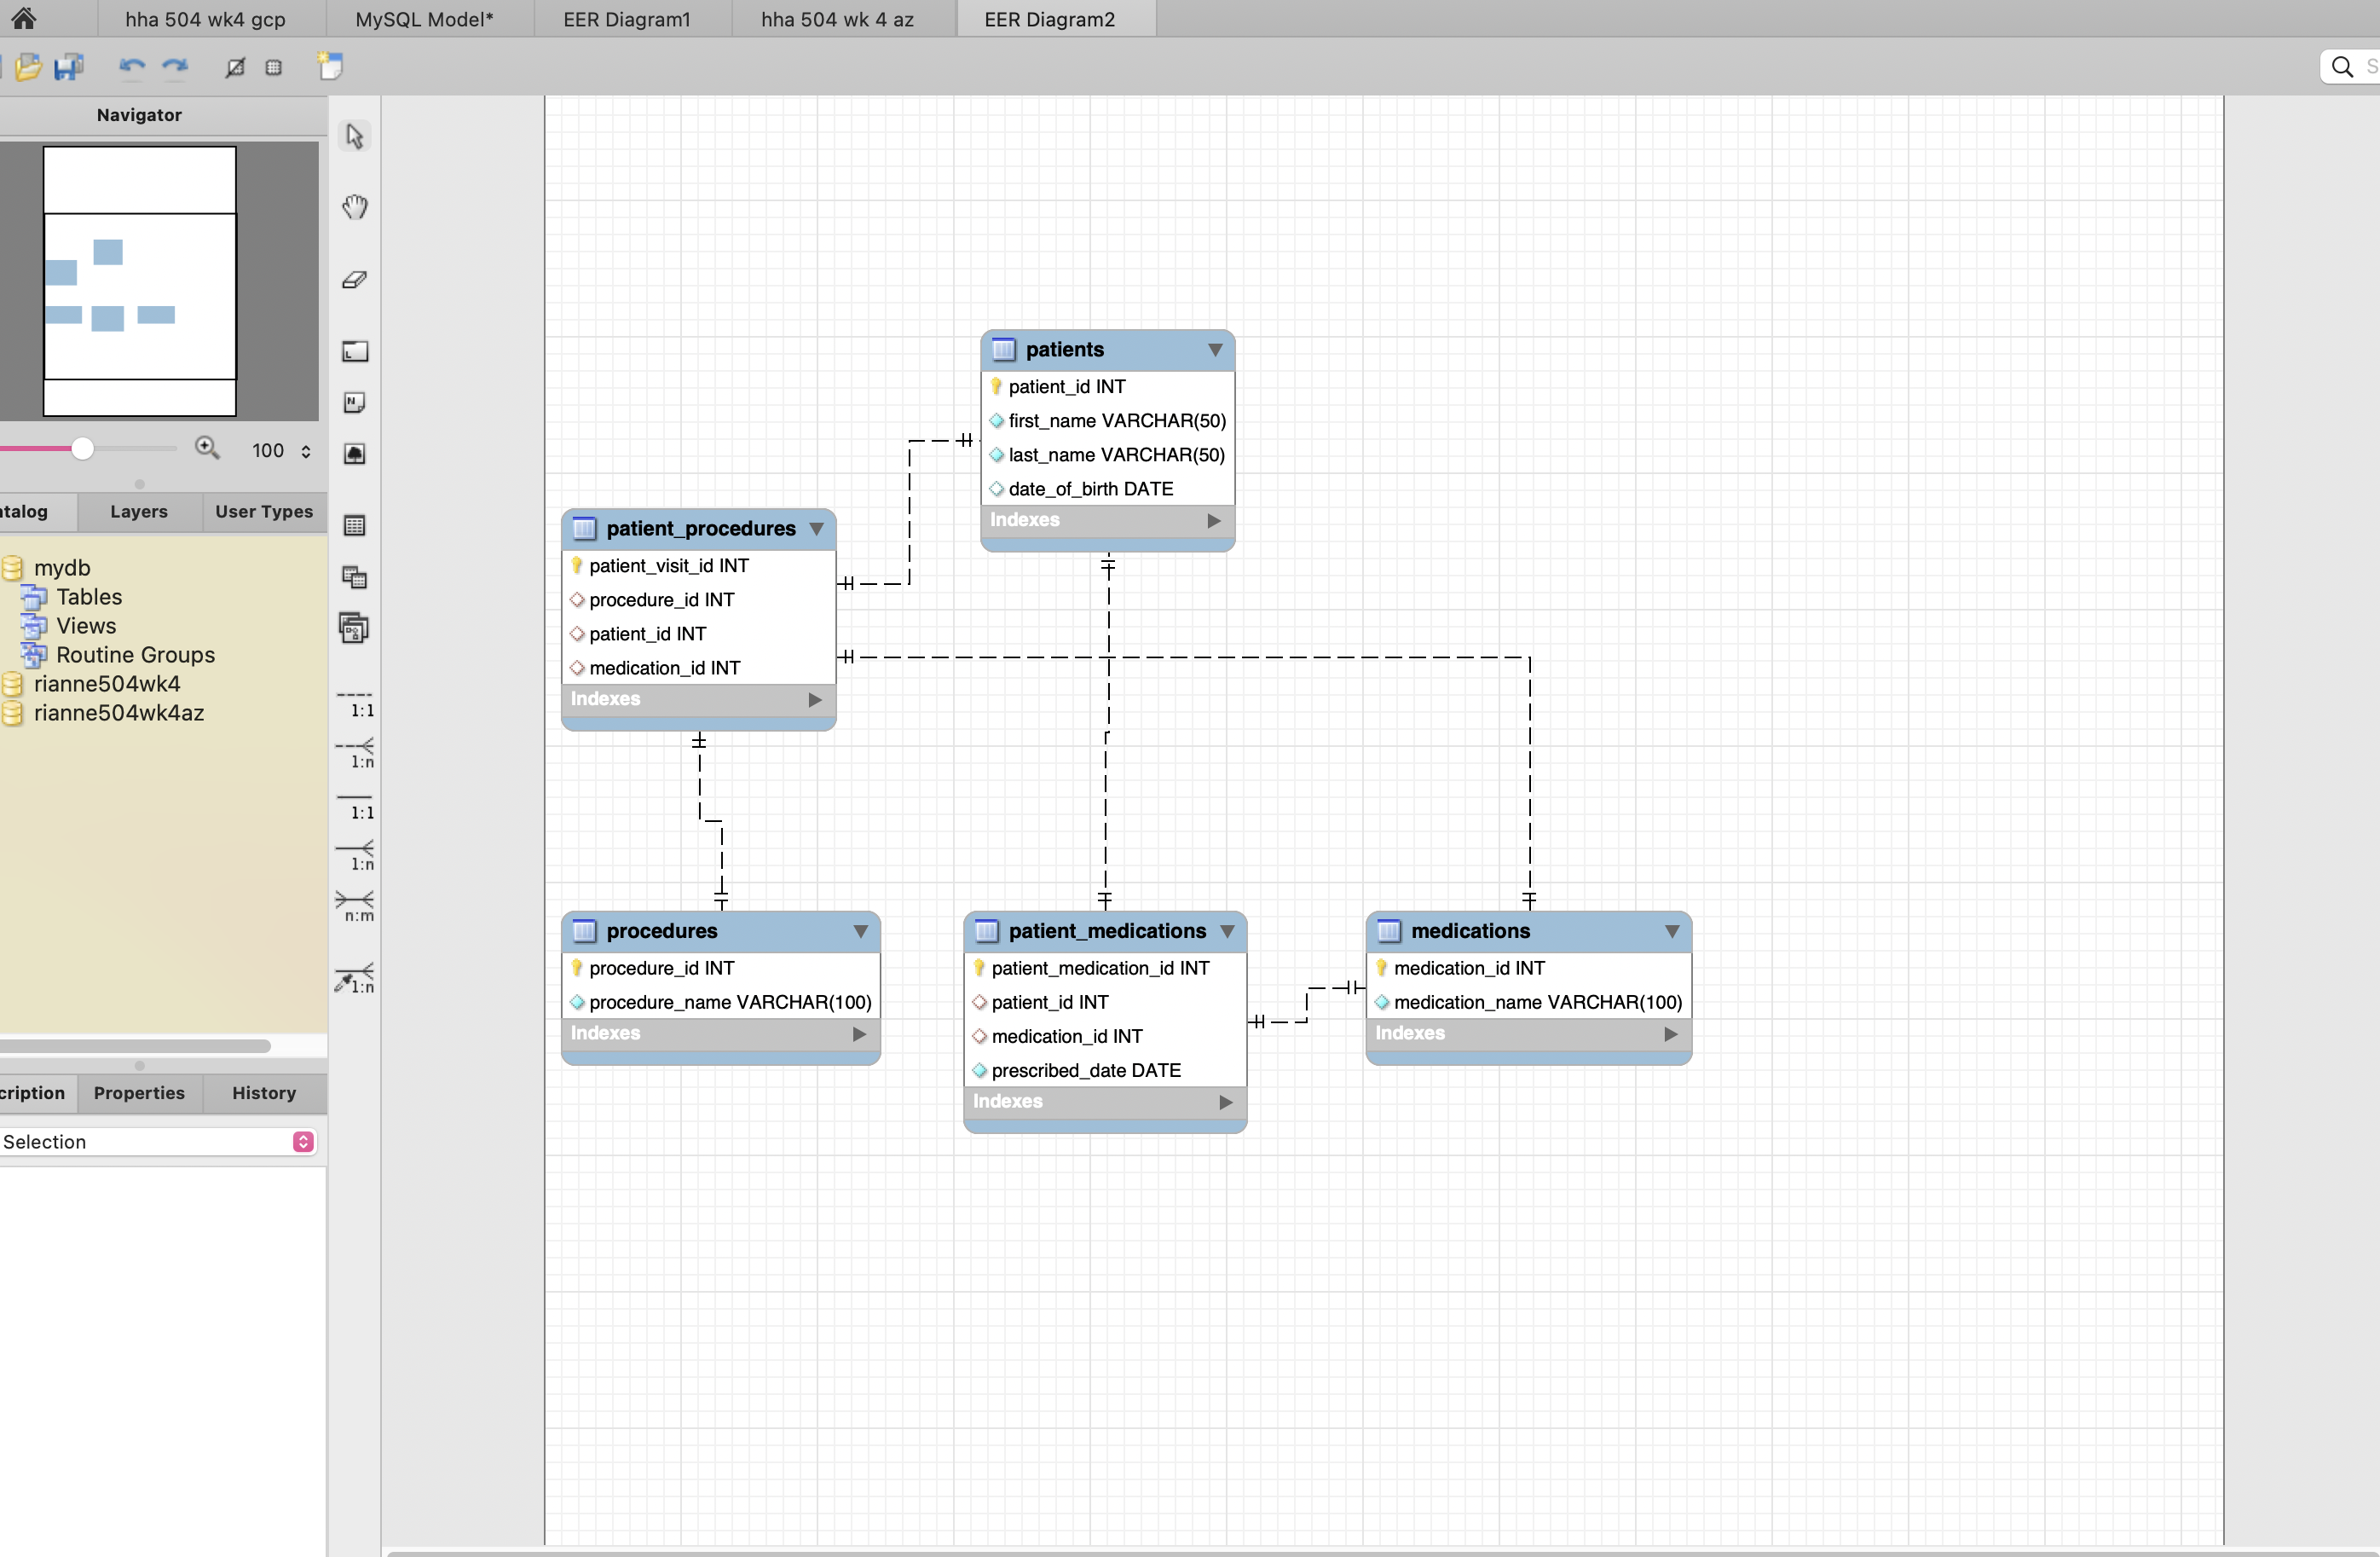 hha 504 wk4 gcp
MySQL Model*
EER Diagram1
hha 504 wk 4 az
EER Diagram2
S
Navigator
100
atalog
Layers
User Types
mydb
Tables
Views
Routine Groups
rianne504wk4
rianne504wk4az
cription
Properties
History
Selection
1:1
1:n
1:1
1:n
n:m
1:n
patients
patient_id INT
first_name VARCHAR(50)
last_name VARCHAR(50)
date_of_birth DATE
Indexes
patient_procedures
patient_visit_id INT
procedure_id INT
patient_id INT
medication_id INT
Indexes
procedures
procedure_id INT
procedure_name VARCHAR(100)
Indexes
patient_medications
patient_medication_id INT
patient_id INT
medication_id INT
prescribed_date DATE
Indexes
medications
medication_id INT
medication_name VARCHAR(100)
Indexes